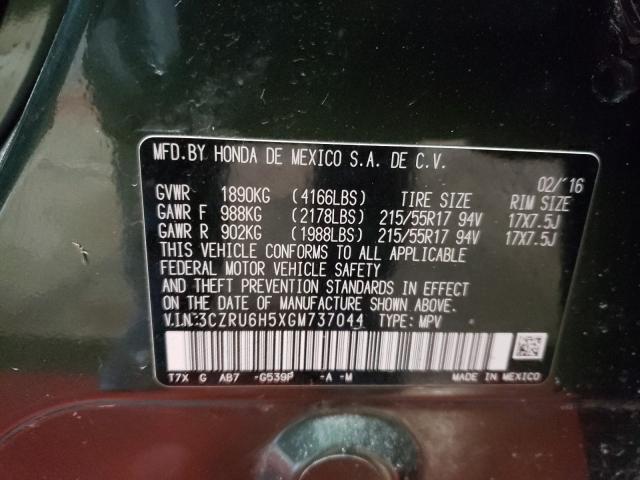 MFD.BY HONDA DE MEXICO S.A. DE C.V.
02/'16
GVWR 1890KG (4166LBS) TIRE SIZE RIM SIZE
GAWR F 988KG (2178LBS) 215/55R17 94V 17X7.5J
GAWR R 902KG (1988LBS) 215/55R17 94V 17X7.5J
THIS VEHICLE CONFORMS TO ALL APPLICABLE
FEDERAL MOTOR VEHICLE SAFETY
AND THEFT PREVENTION STANDARDS IN EFFECT
ON THE DATE OF MANUFACTURE SHOWN ABOVE.
V.I.N:3CZRU6H5XGM737044 TYPE: MPV
T7X G AB7 -G539P -A -M MADE IN MEXICO